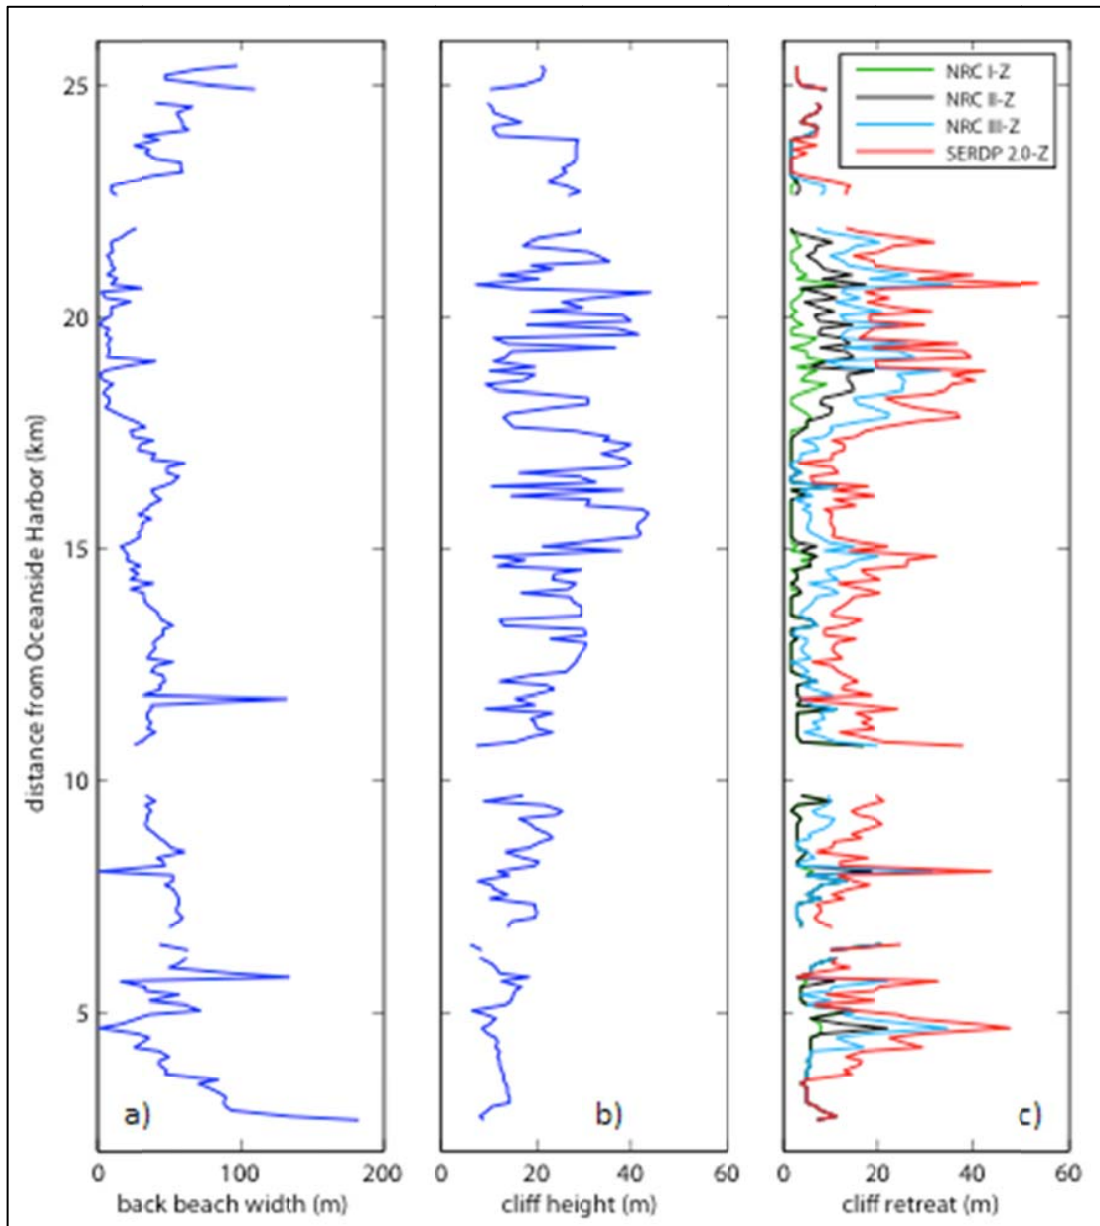 25
20
15
10
5
distance from Oceanside Harbor (km)
a)
0 100 200
back beach width (m)
b)
0 20 40 60
cliff height (m)
NRC I-Z
NRC II-Z
NRC III-Z
SERDP 2.0-Z
c)
0 20 40 60
cliff retreat (m)